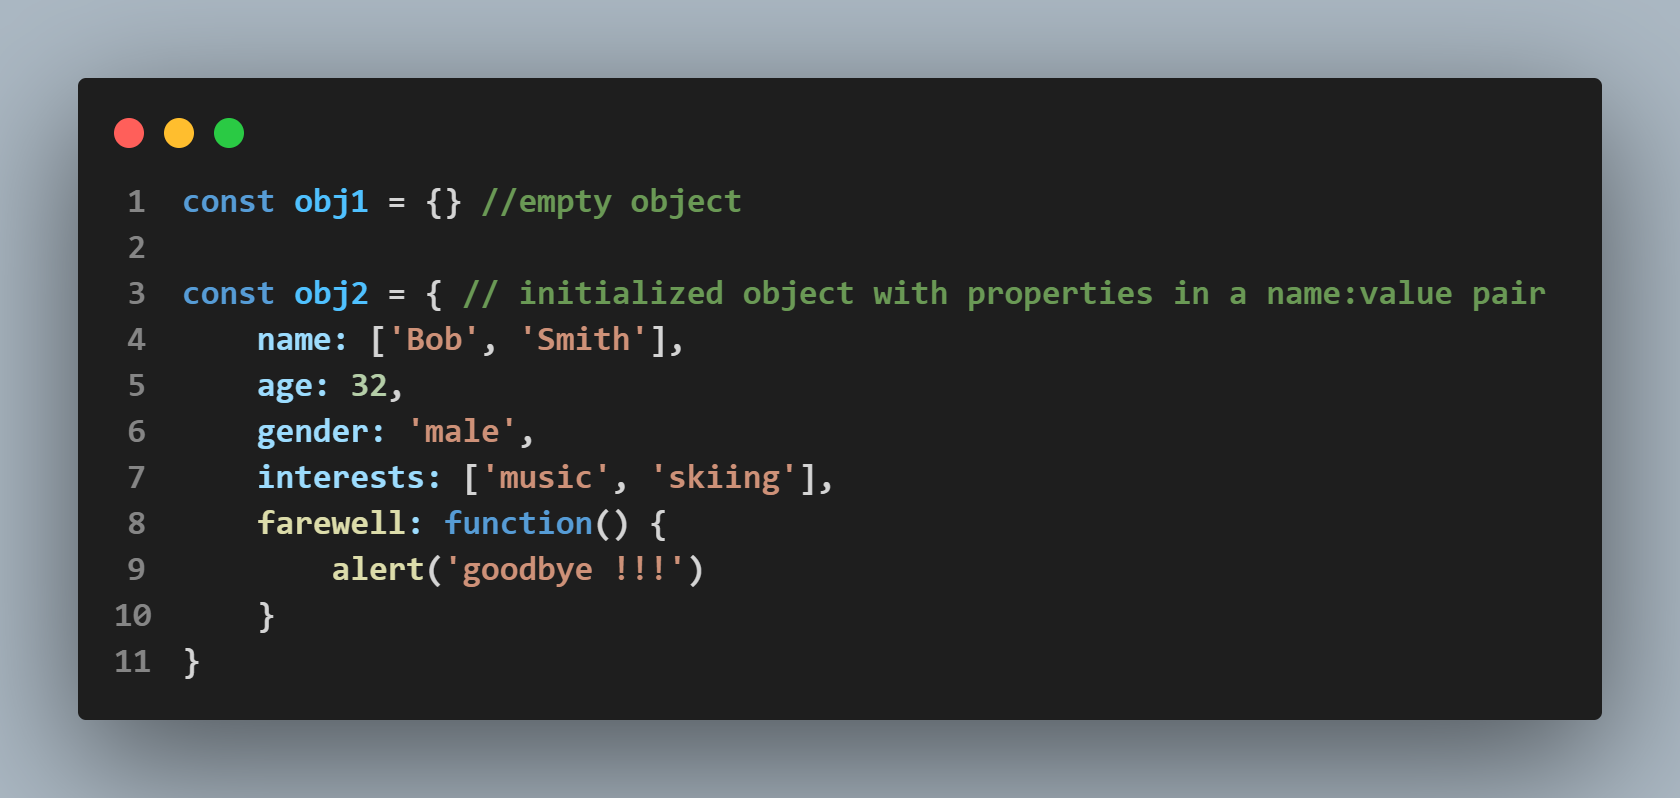 1 const obj1 = {} //empty object
2
3 const obj2 = { // initialized object with properties in a name:value pair
4     name: ['Bob', 'Smith'],
5     age: 32,
6     gender: 'male',
7     interests: ['music', 'skiing'],
8     farewell: function() {
9         alert('goodbye !!!')
10     }
11 }